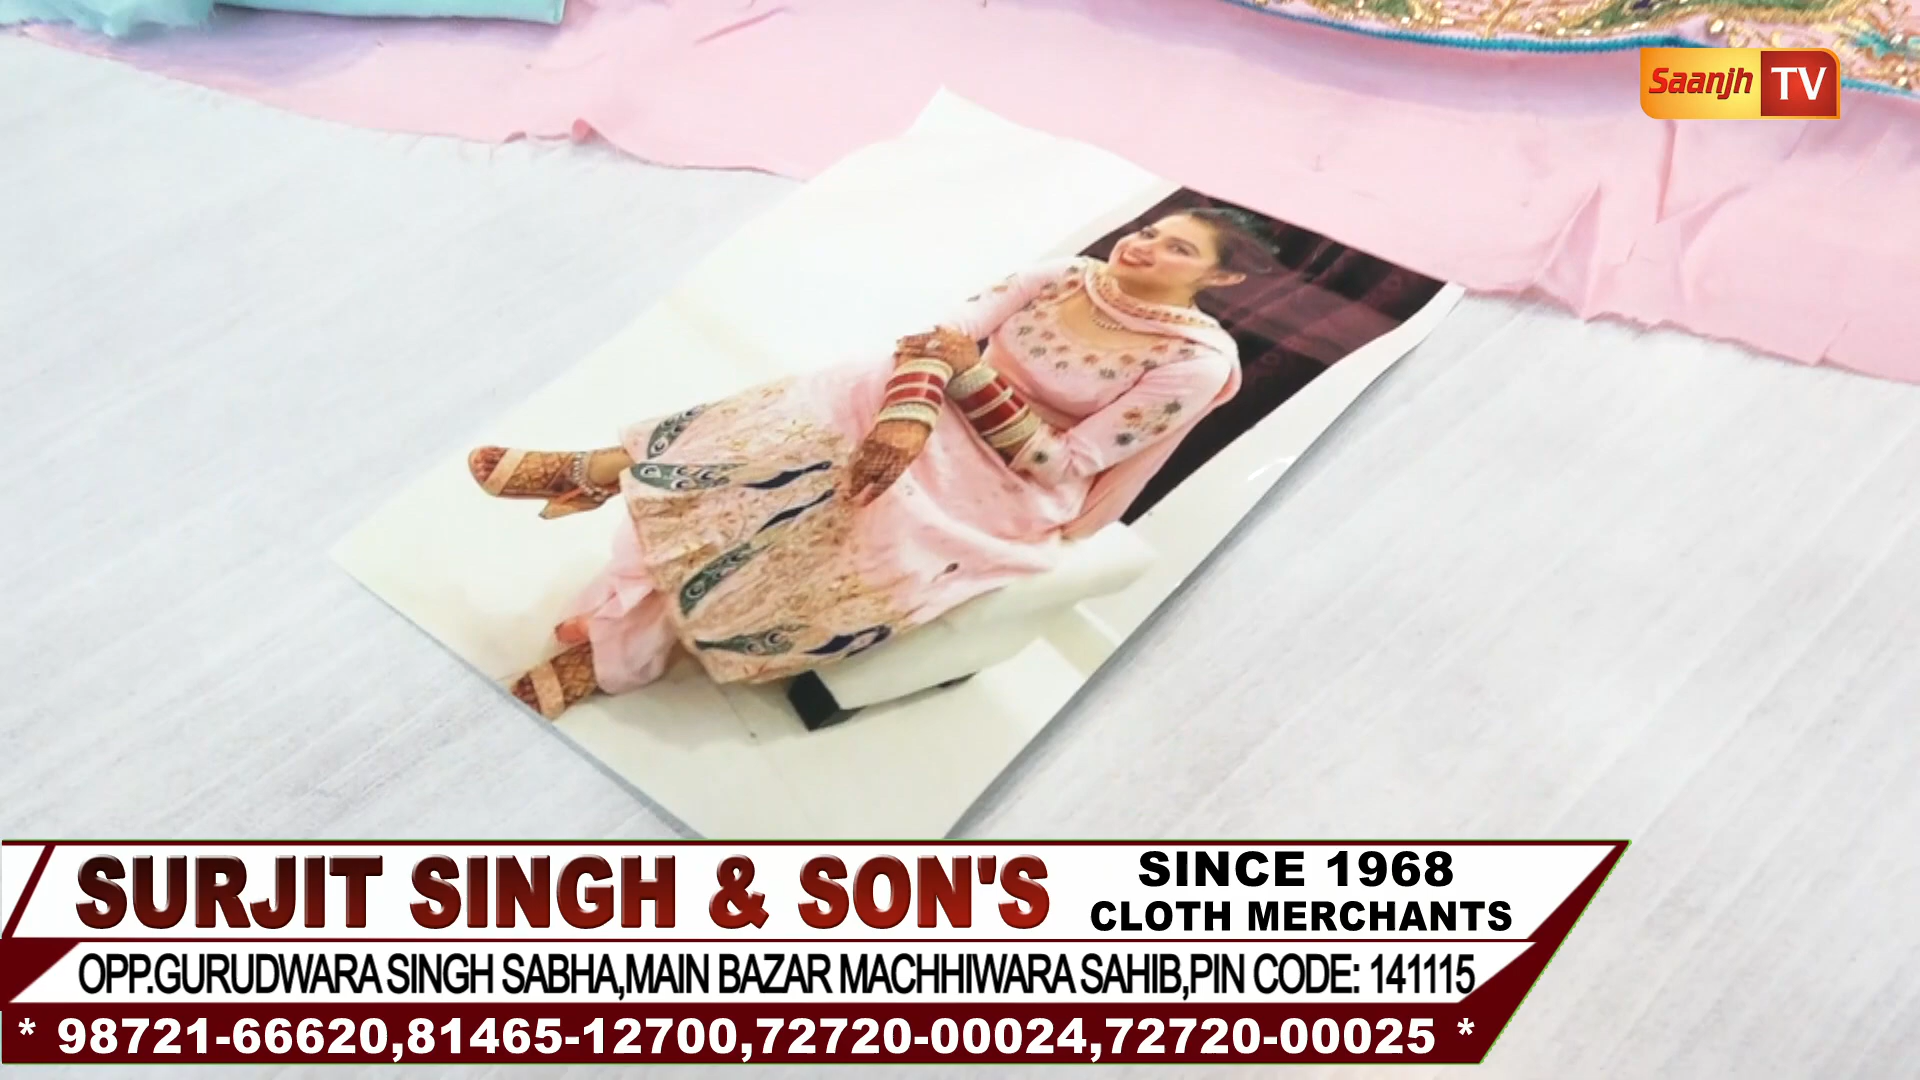 Saanjh TV
SURJIT SINGH & SON'S
SINCE 1968
CLOTH MERCHANTS
OPP.GURUDWARA SINGH SABHA,MAIN BAZAR MACHHIWARA SAHIB,PIN CODE: 141115
* 98721-66620,81465-12700,72720-00024,72720-00025 *